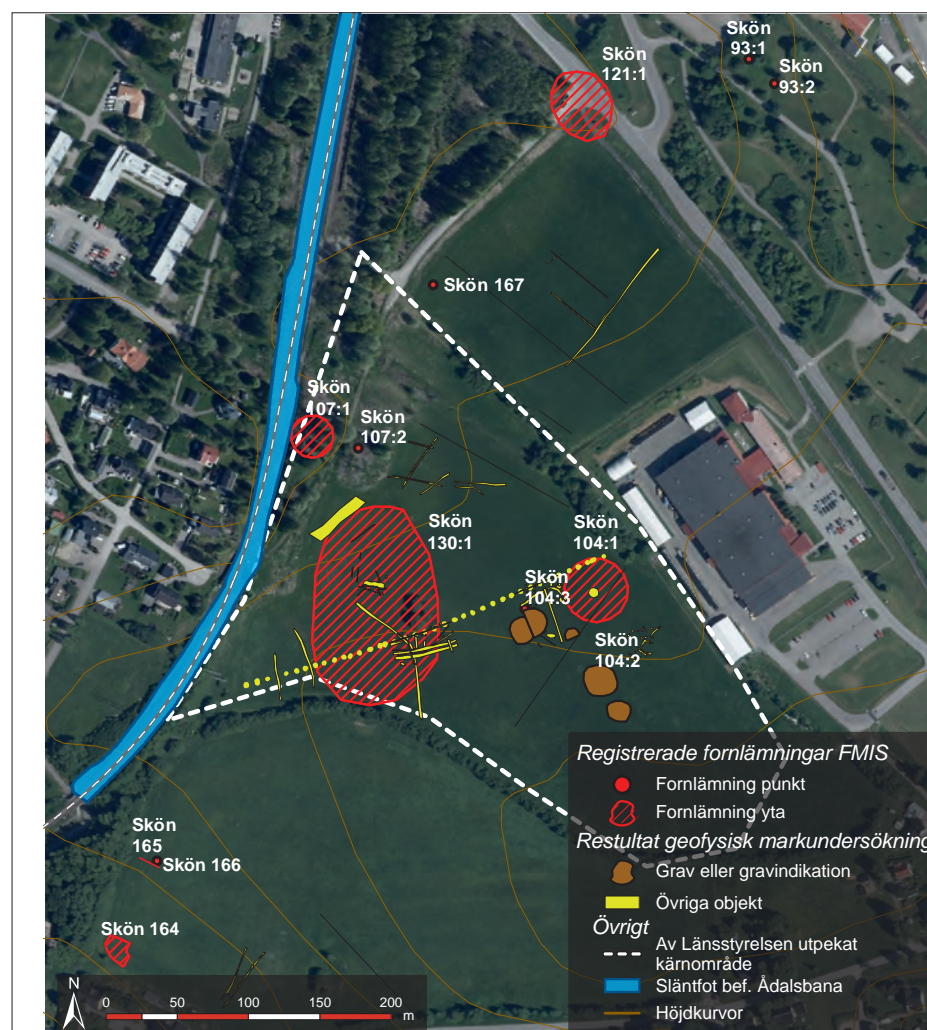 Skön
93:1
Skön
93:2
Skön
121:1
Skön 167
Skön
107:1
Skön
107:2
Skön
130:1
Skön
104:1
Skön
104:3
Skön
104:2
Skön
165
Skön 166
Skön 164
Registrerade fornlämningar FMIS
Fornlämning punkt
Fornlämning yta
Restultat geofysisk markundersökning
Grav eller gravindikation
Övriga objekt
Övrigt
Av Länsstyrelsen utpekat
kärnområde
Släntfot bef. Ådalsbana
Höjdkurvor
N
0 50 100 150 200
m